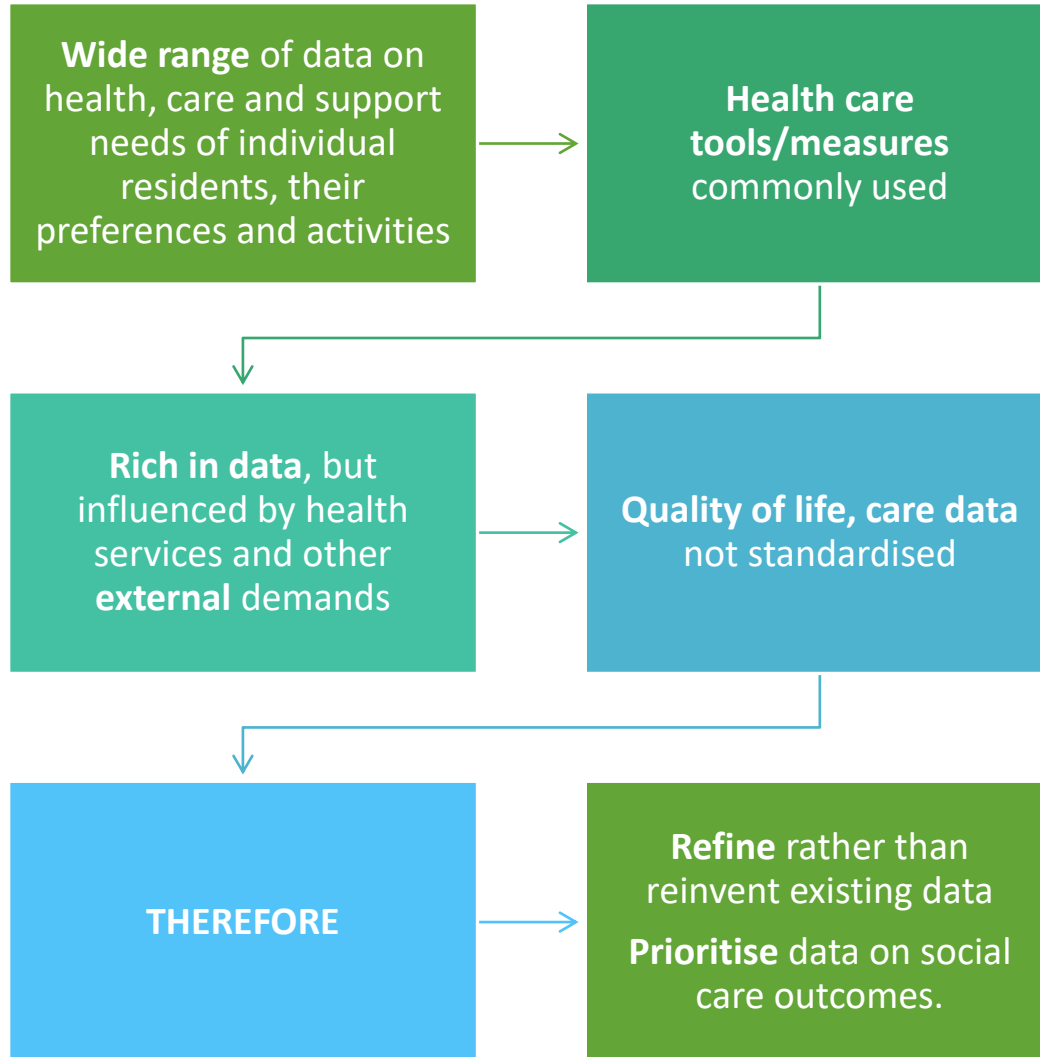 Wide range of data on
health, care and support
needs of individual
residents, their
preferences and activities
Health care
tools/measures
commonly used
Rich in data, but
influenced by health
services and other
external demands
Quality of life, care data
not standardised
THEREFORE
Refine rather than
reinvent existing data
Prioritise data on social
care outcomes.